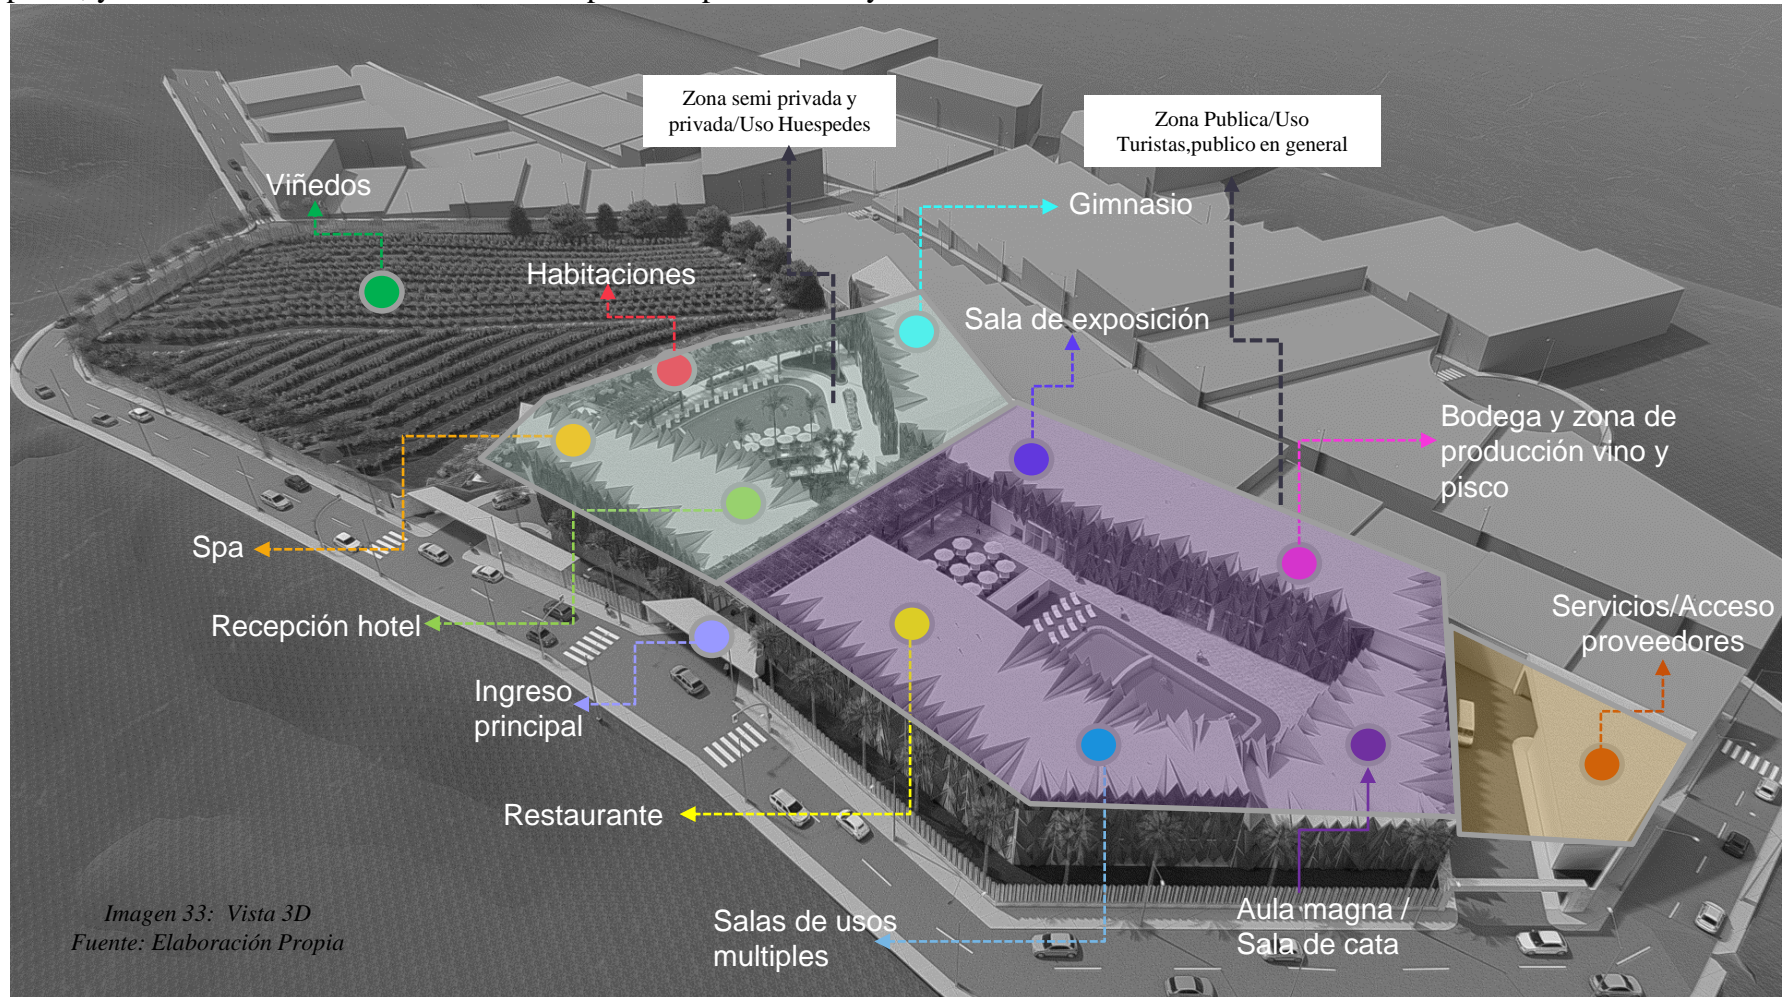 Zona semi privada y
privada/Uso Huespedes
Zona Publica/Uso
Turistas,publico en general
Viñedos
Gimnasio
Habitaciones
Sala de exposición
Bodega y zona de
producción vino y
pisco
Spa
Recepción hotel
Servicios/Acceso
proveedores
Ingreso
principal
Restaurante
Salas de usos
multiples
Aula magna /
Sala de cata
Imagen 33:  Vista 3D
Fuente: Elaboración Propia